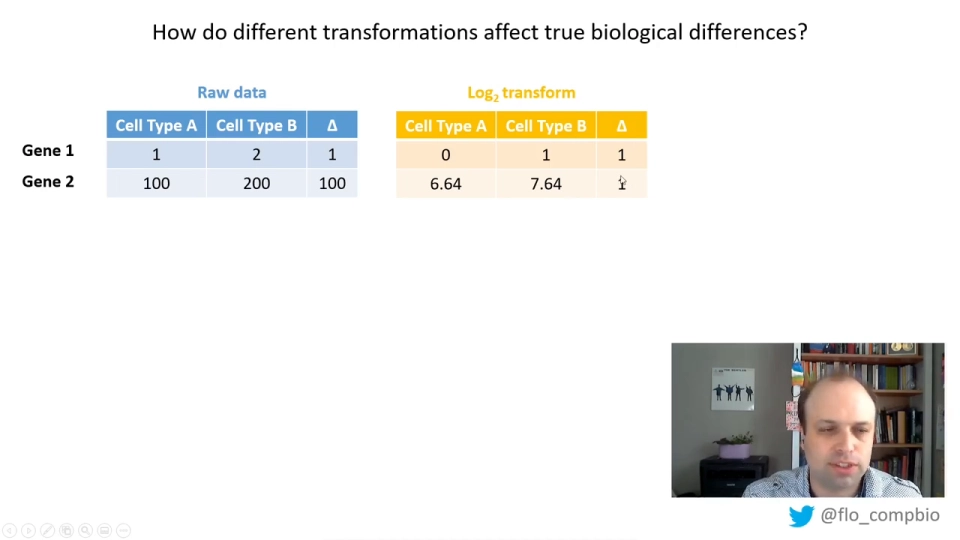 How do different transformations affect true biological differences?
Raw data
Log2 transform
Cell Type A Cell Type B Δ
Cell Type A Cell Type B Δ
Gene 1 1 2 1
0 1 1
Gene 2 100 200 100
6.64 7.64 1
@flo_compbio